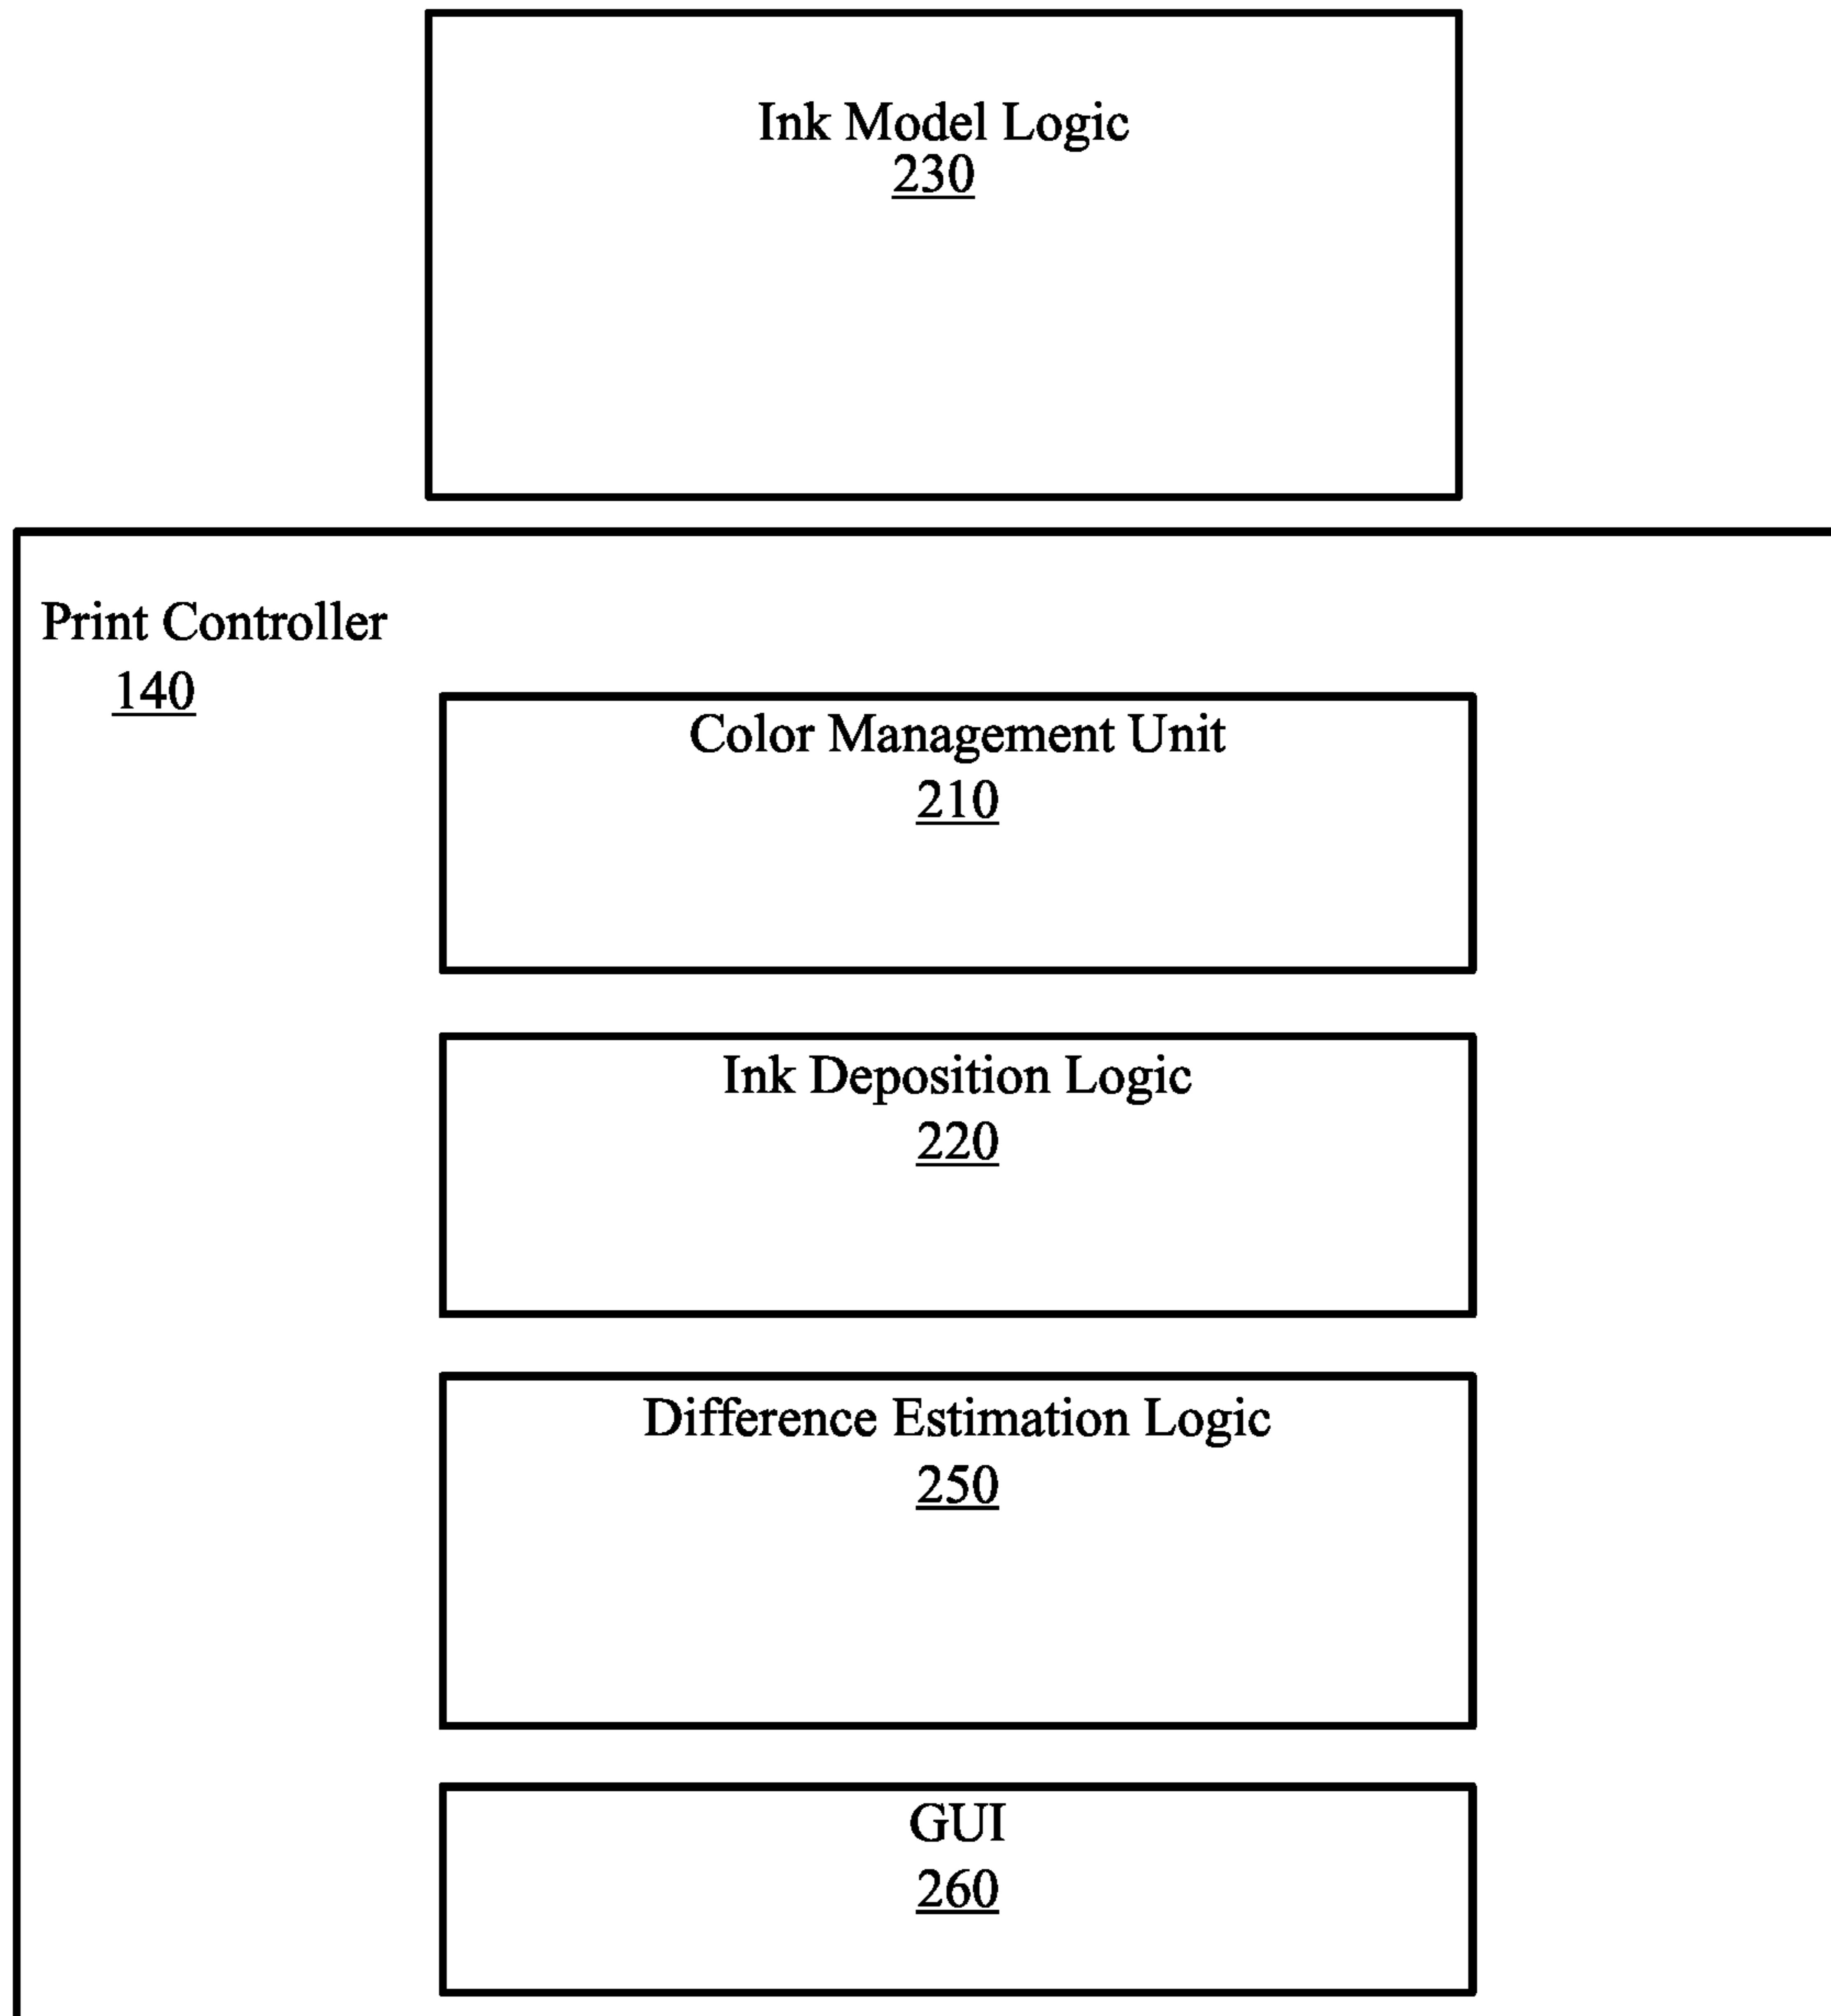 Ink Model Logic
230
Print Controller
140
Color Management Unit
210
Ink Deposition Logic
220
Difference Estimation Logic
250
GUI
260